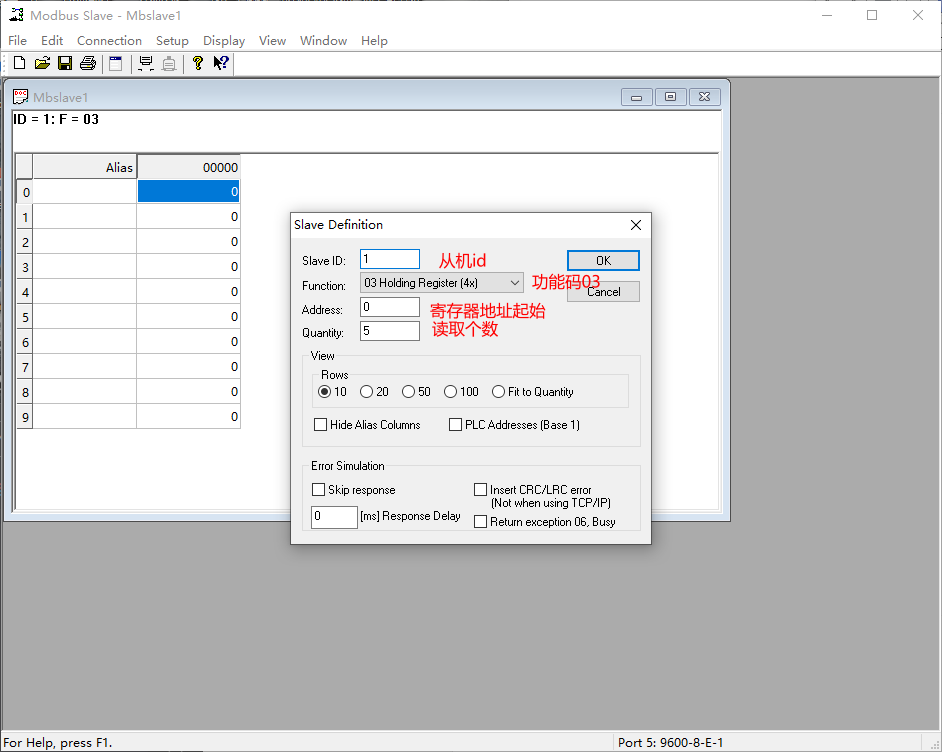 Modbus Slave - Mbslave1
File Edit Connection Setup Display View Window Help
Mbslave1
ID = 1: F = 03
Alias 00000
0 0
1 0
2 0
3 0
4 0
5 0
6 0
7 0
8 0
9 0
Slave Definition
Slave ID: 1 从机id
OK
Function: 03 Holding Register (4x) 功能码03
Cancel
Address: 0 寄存器地址起始
Quantity: 5 读取个数
View
Rows
10 20 50 100 Fit to Quantity
Hide Alias Columns PLC Addresses (Base 1)
Error Simulation
Skip response Insert CRC/LRC error
(Not when using TCP/IP)
0 [ms] Response Delay Return exception 06, Busy
For Help, press F1. Port 5: 9600-8-E-1